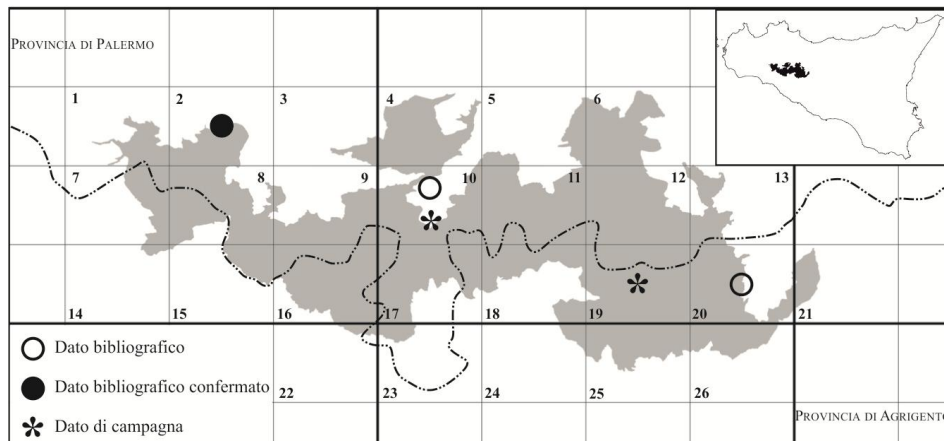 PROVINCIA DI PALERMO
1 2 3 4 5 6
7 8 9 10 11 12 13
14 15 16 17 18 19 20 21
Dato bibliografico
Dato bibliografico confermato
22 23 24 25 26
Dato di campagna
PROVINCIA DI AGRIGENTO